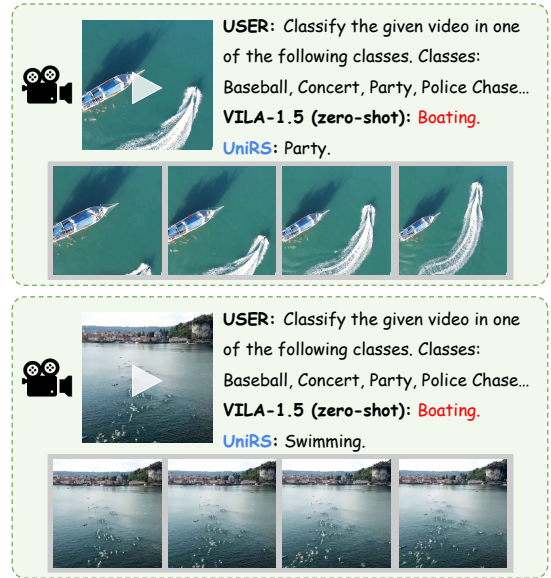 USER: Classify the given video in one
of the following classes. Classes:
Baseball, Concert, Party, Police Chase...
VILA-1.5 (zero-shot): Boating.
UniRS: Party.
USER: Classify the given video in one
of the following classes. Classes:
Baseball, Concert, Party, Police Chase...
VILA-1.5 (zero-shot): Boating.
UniRS: Swimming.